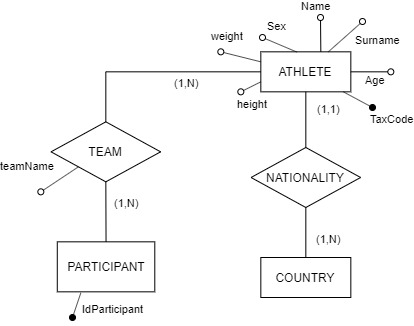 Name
Sex
weight
Surname
ATHLETE
Age
(1,N)
height
(1,1)
TaxCode
TEAM
teamName
NATIONALITY
(1,N)
(1,N)
PARTICIPANT
COUNTRY
IdParticipant